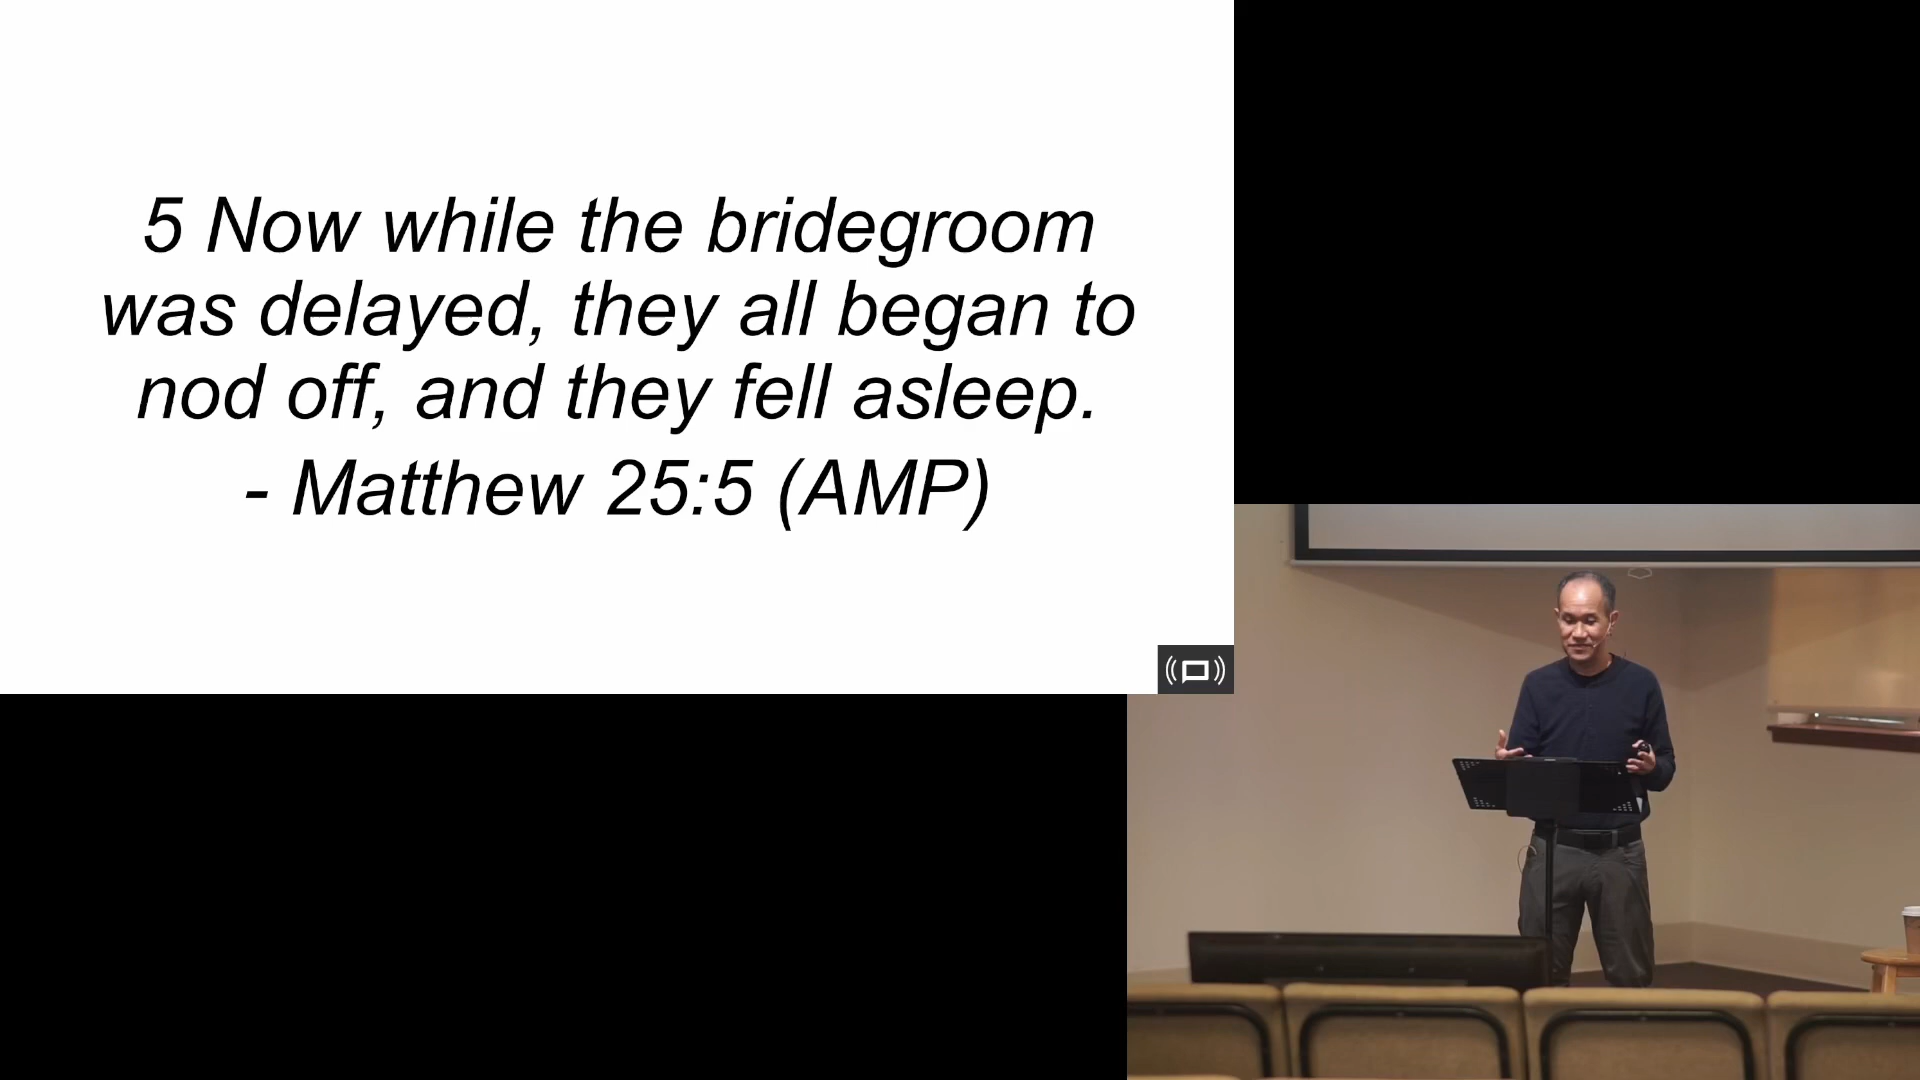 5 Now while the bridegroom
was delayed, they all began to
nod off, and they fell asleep.
- Matthew 25:5 (AMP)